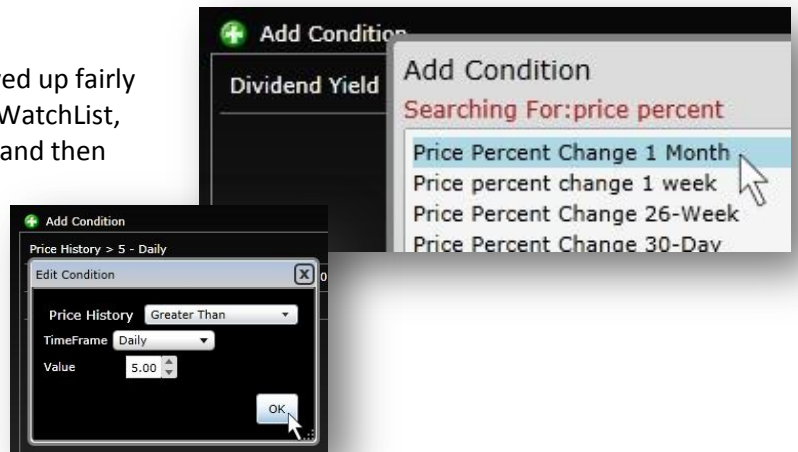 ed up fairly
WatchList,
and then
Add Condition
Dividend Yield
Add Condition
Searching For:price percent
Price Percent Change 1 Month
Price percent change 1 week
Price Percent Change 26-Week
Price Percent Change 30-Day
Add Condition
Price History > 5 - Daily
Edit Condition
X
0
Price History Greater Than
TimeFrame Daily
Value 5.00
OK